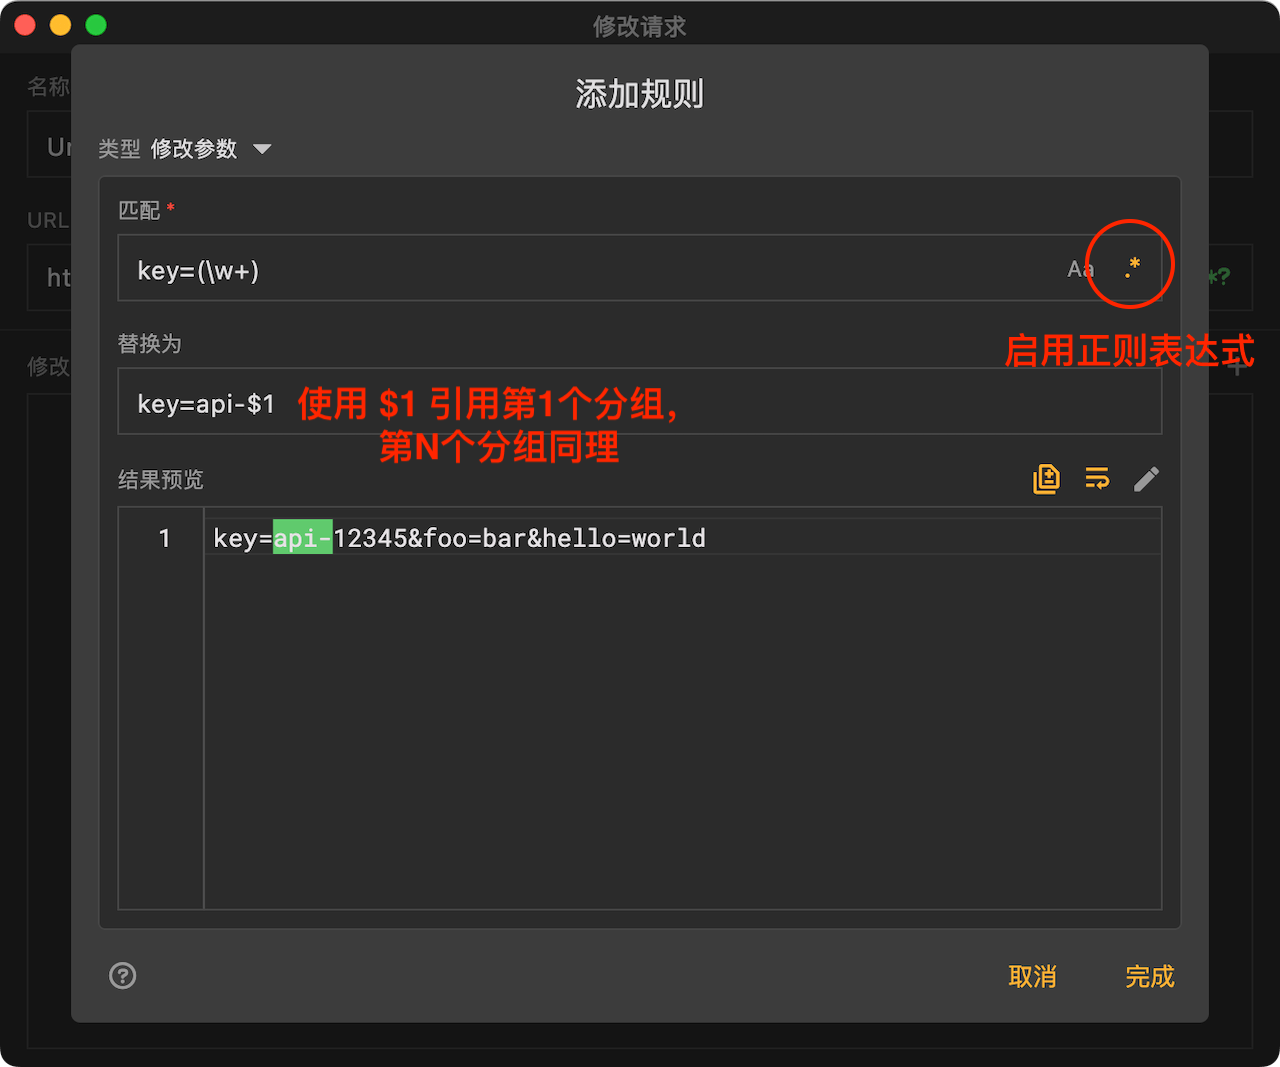 修改请求
名称
添加规则
Ur
类型 修改参数
匹配 *
URL
key=(\w+)
Aa .*
ht
*?
替换为
启用正则表达式
修改
+
key=api-$1
使用 $1 引用第1个分组，
第N个分组同理
结果预览
1 key=api-12345&foo=bar&hello=world
?
取消
完成